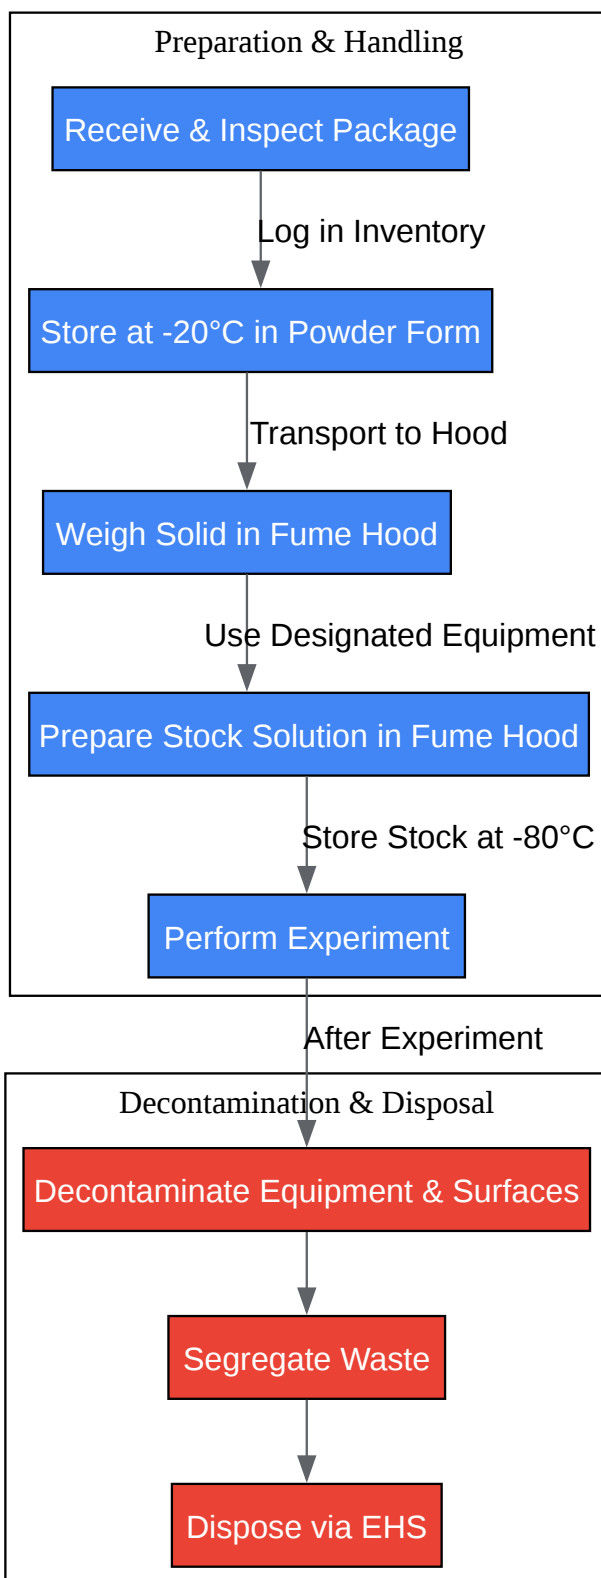 Preparation & Handling
Receive & Inspect Package
Log in Inventory
Store at -20°C in Powder Form
Transport to Hood
Weigh Solid in Fume Hood
Use Designated Equipment
Prepare Stock Solution in Fume Hood
Store Stock at -80°C
Perform Experiment
After Experiment
Decontamination & Disposal
Decontaminate Equipment & Surfaces
Segregate Waste
Dispose via EHS